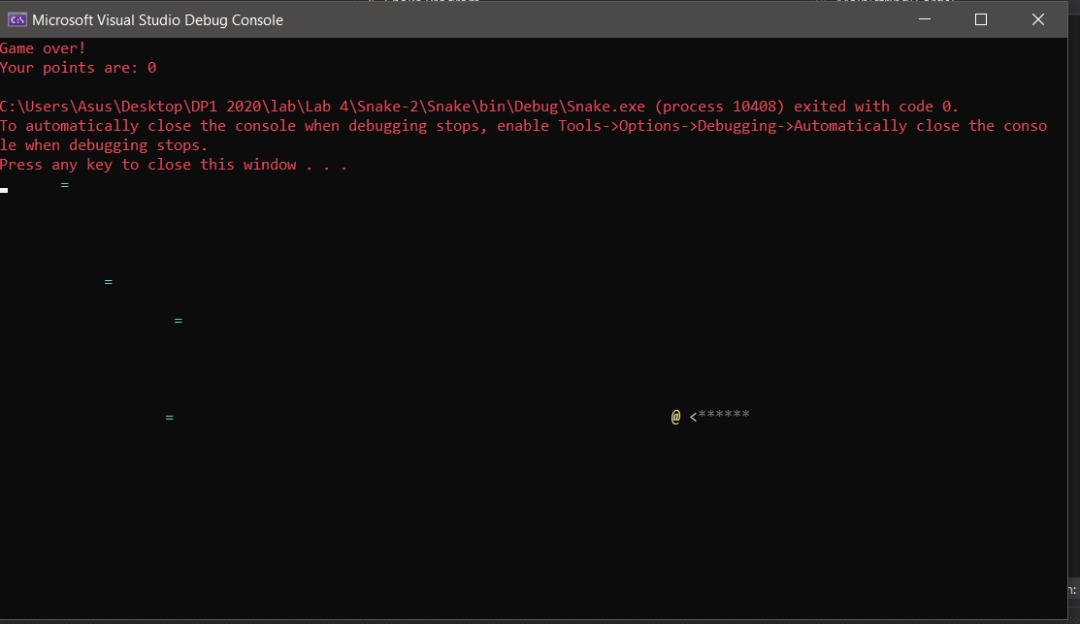 Microsoft Visual Studio Debug Console
Game over!
Your points are: 0
C:\Users\Asus\Desktop\DP1 2020\lab\Lab 4\Snake-2\Snake\bin\Debug\Snake.exe (process 10408) exited with code 0.
To automatically close the console when debugging stops, enable Tools->Options->Debugging->Automatically close the conso
le when debugging stops.
Press any key to close this window . . .
=
=
=
= @ <******